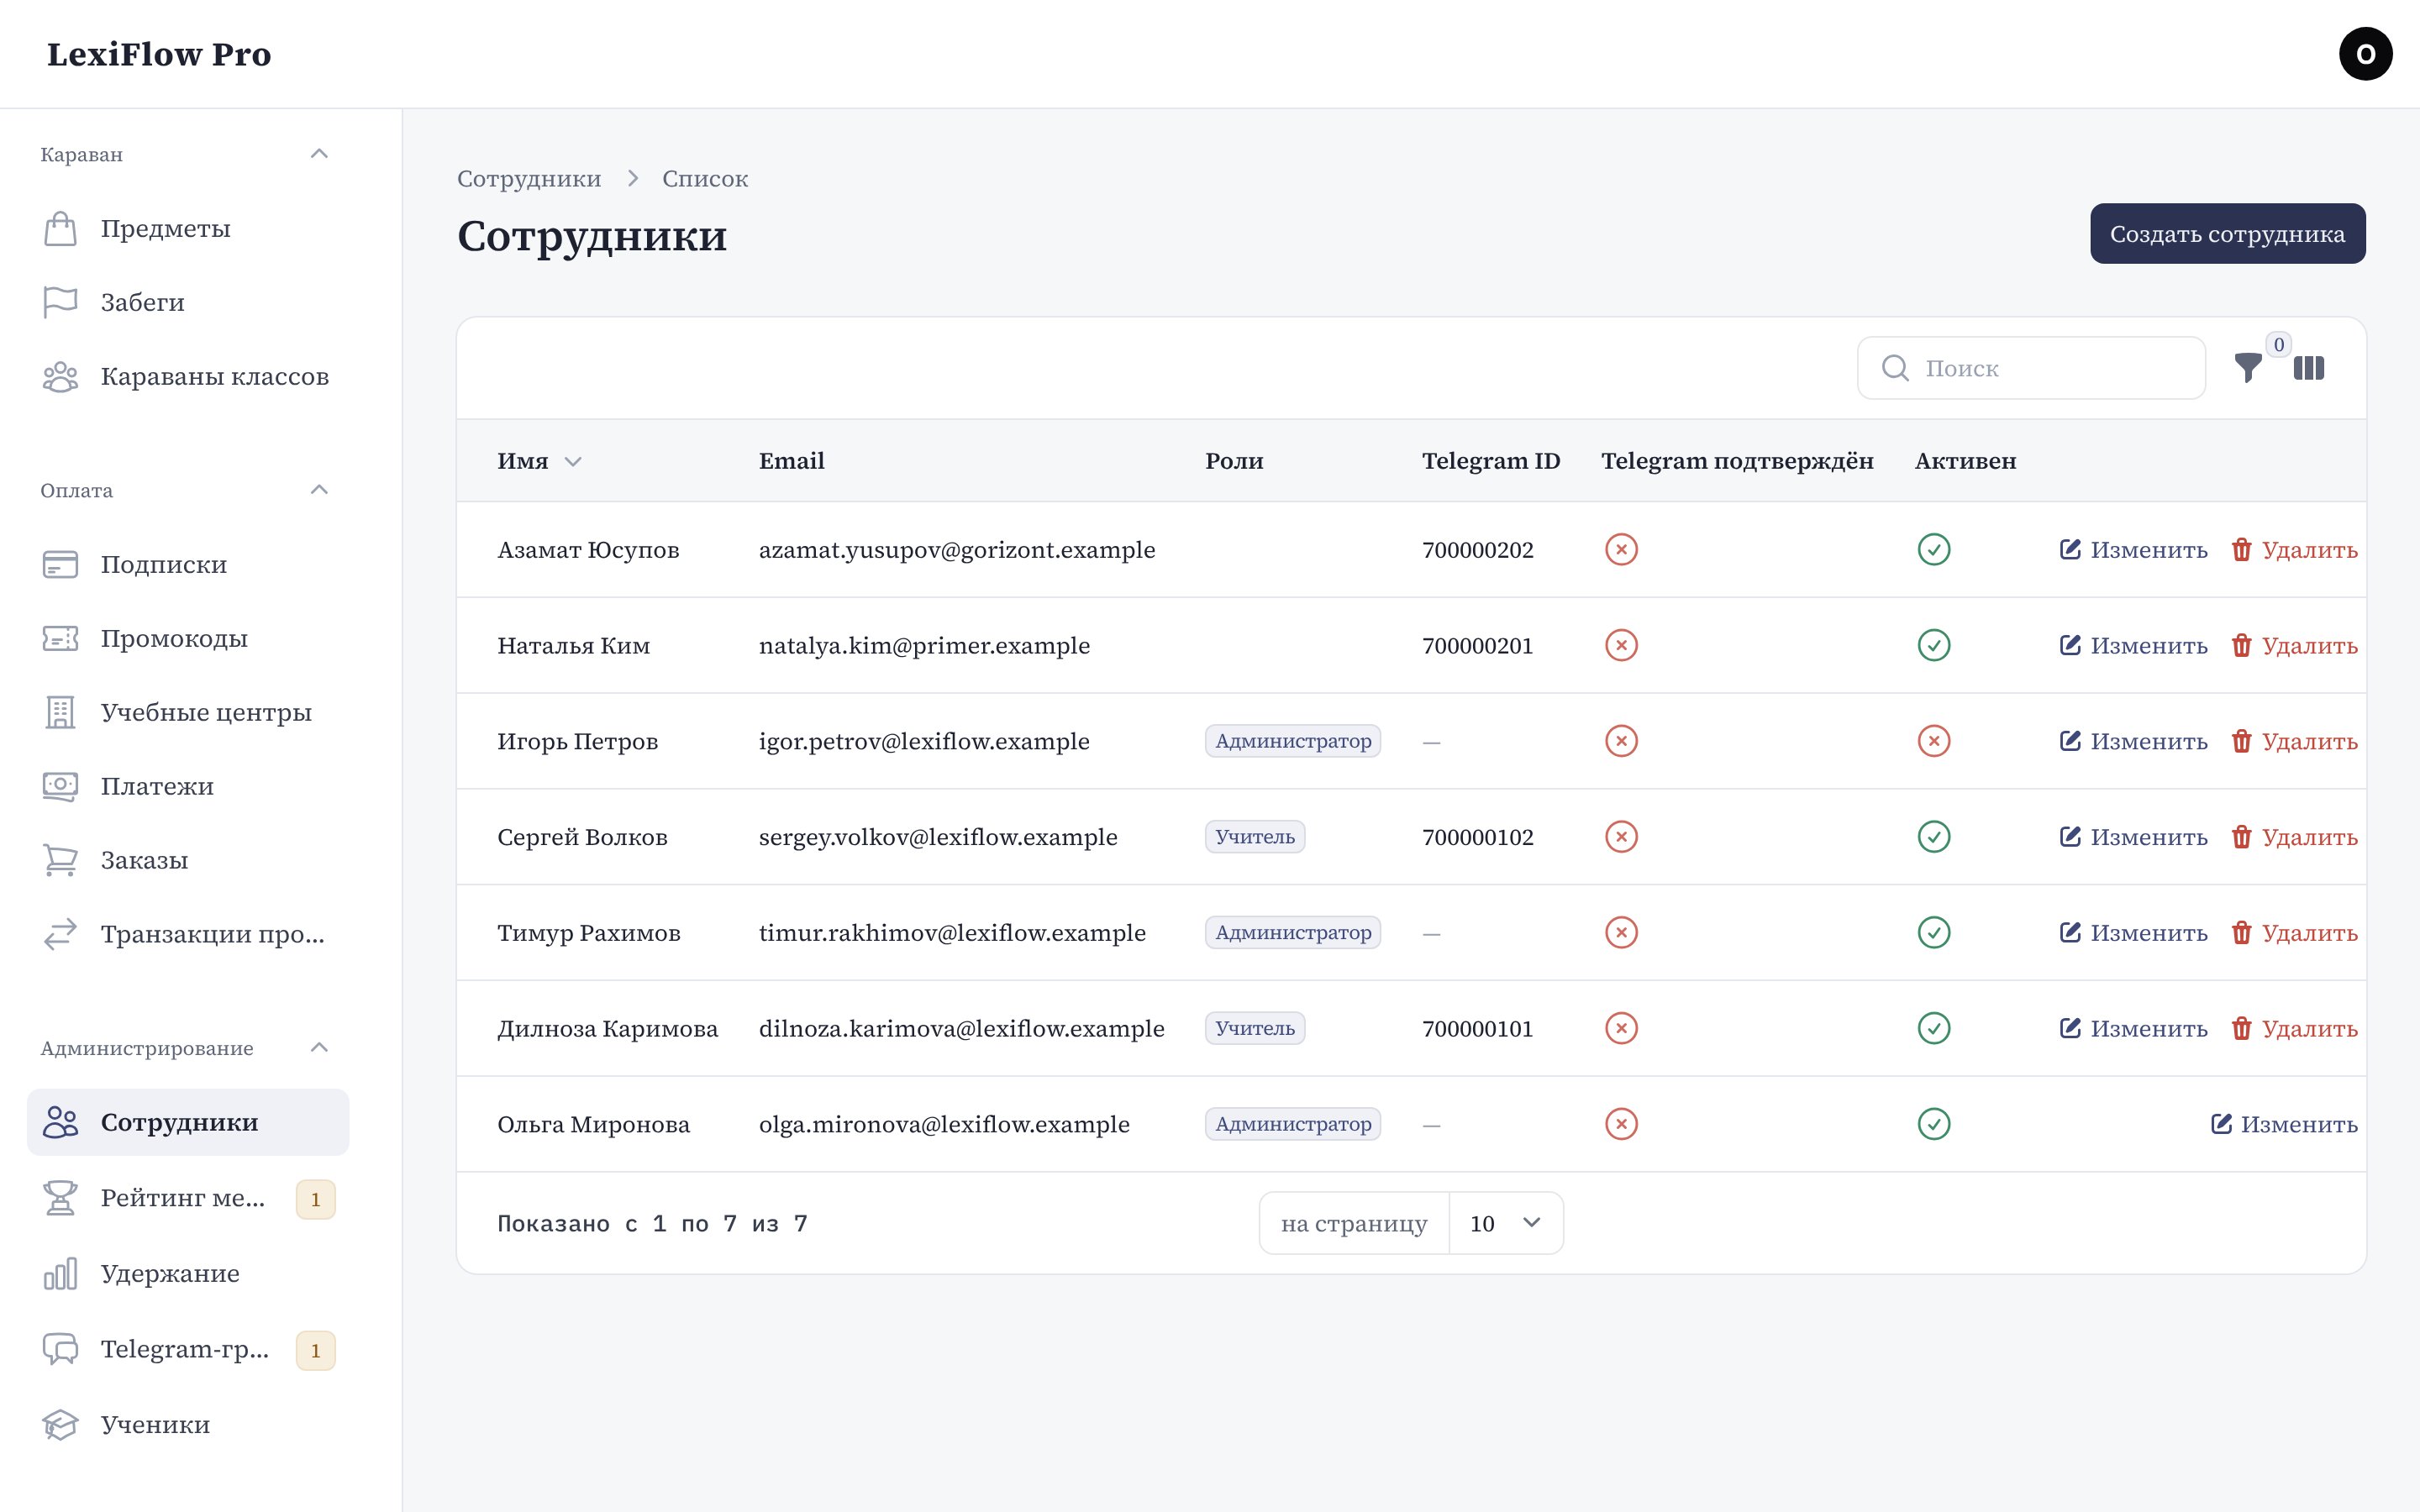 LexiFlow Pro
O
Караван
Предметы
Забеги
Караваны классов
Оплата
Подписки
Промокоды
Учебные центры
Платежи
Заказы
Транзакции про...
Администрирование
Сотрудники
Рейтинг ме... 1
Удержание
Telegram-гр... 1
Ученики
Сотрудники > Список
Сотрудники
Создать сотрудника
Поиск
0
Имя Email Роли Telegram ID Telegram подтверждён Активен
Азамат Юсупов azamat.yusupov@gorizont.example 700000202 Изменить Удалить
Наталья Ким natalya.kim@primer.example 700000201 Изменить Удалить
Игорь Петров igor.petrov@lexiflow.example Администратор — Изменить Удалить
Сергей Волков sergey.volkov@lexiflow.example Учитель 700000102 Изменить Удалить
Тимур Рахимов timur.rakhimov@lexiflow.example Администратор — Изменить Удалить
Дилноза Каримова dilnoza.karimova@lexiflow.example Учитель 700000101 Изменить Удалить
Ольга Миронова olga.mironova@lexiflow.example Администратор — Изменить
Показано с 1 по 7 из 7 на страницу 10